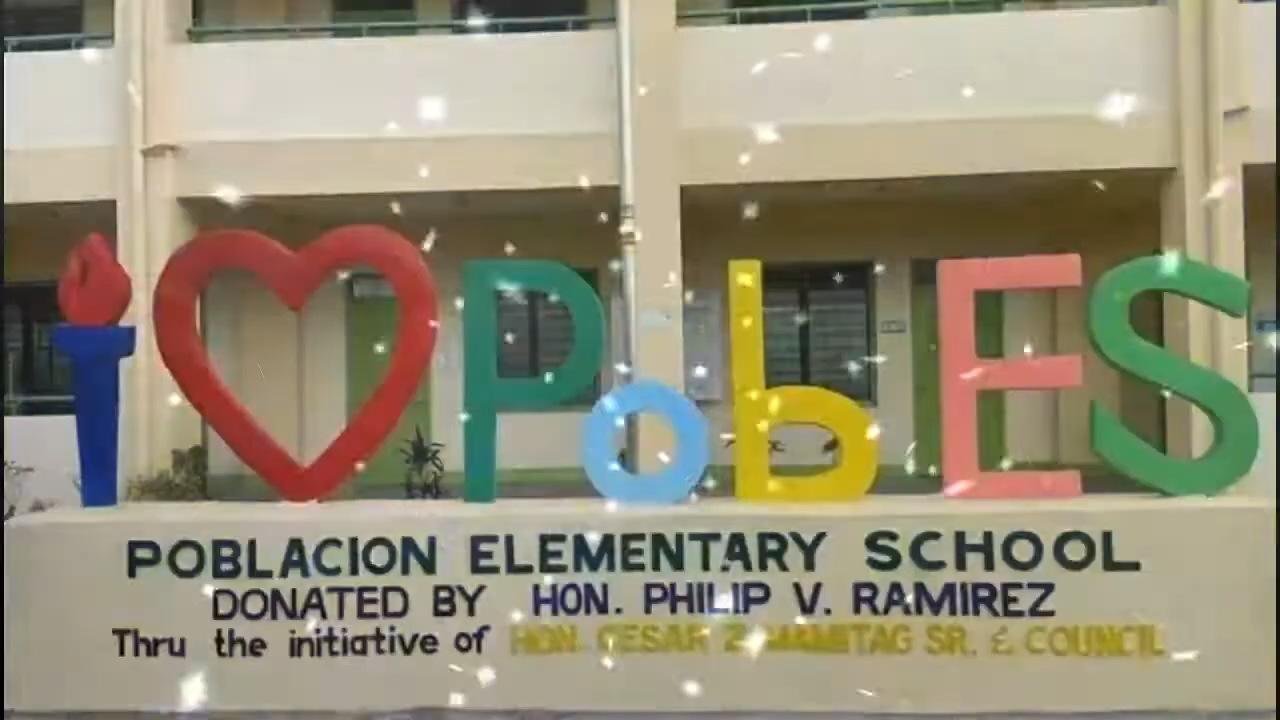 i PobES
POBLACION ELEMENTARY SCHOOL
DONATED BY HON. PHILIP V. RAMIREZ
Thru the initiative of HON. CESAR Z. SR. & COUNCIL